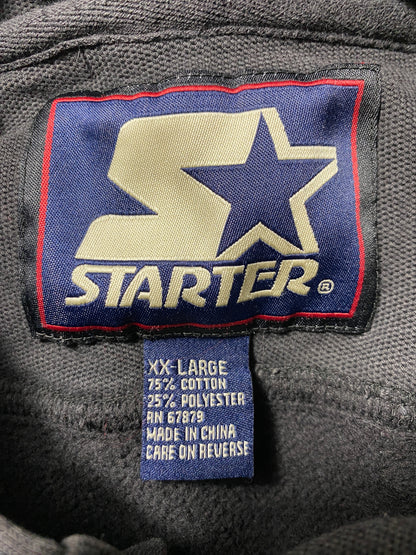 STARTER®
XX-LARGE
75% COTTON
25% POLYESTER
RN 67879
MADE IN CHINA
CARE ON REVERSE